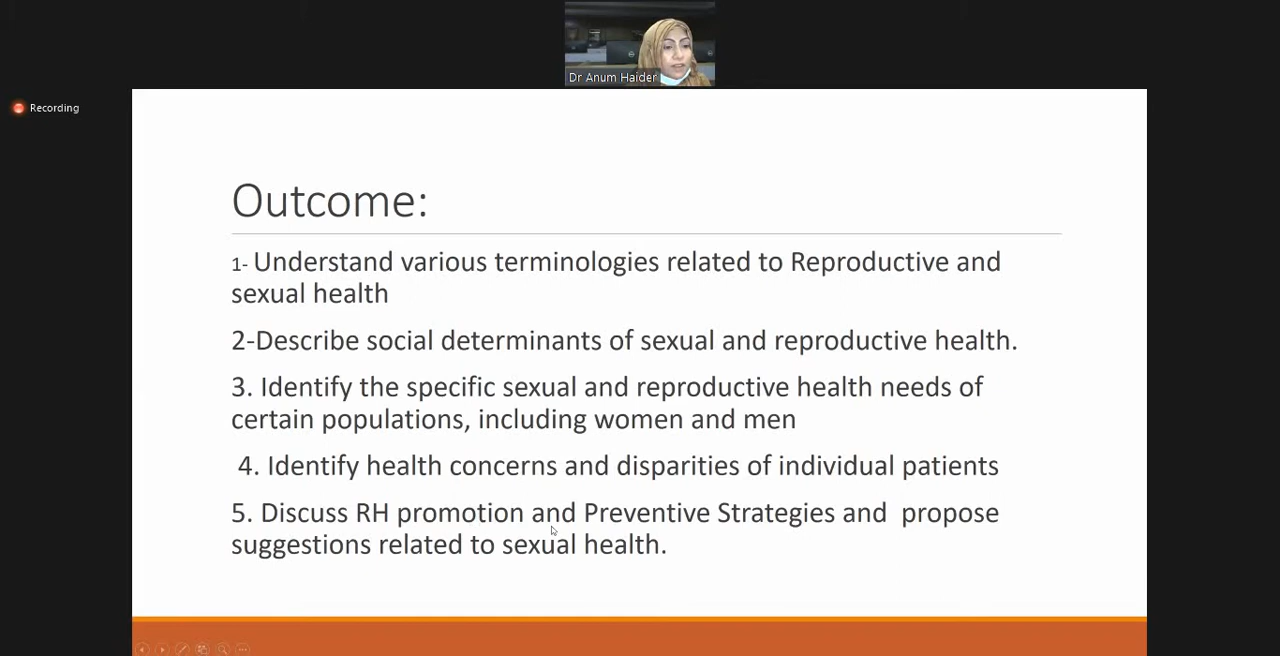 Dr Anum Haider
Recording
Outcome:
1- Understand various terminologies related to Reproductive and
sexual health
2-Describe social determinants of sexual and reproductive health.
3. Identify the specific sexual and reproductive health needs of
certain populations, including women and men
4. Identify health concerns and disparities of individual patients
5. Discuss RH promotion and Preventive Strategies and  propose
suggestions related to sexual health.